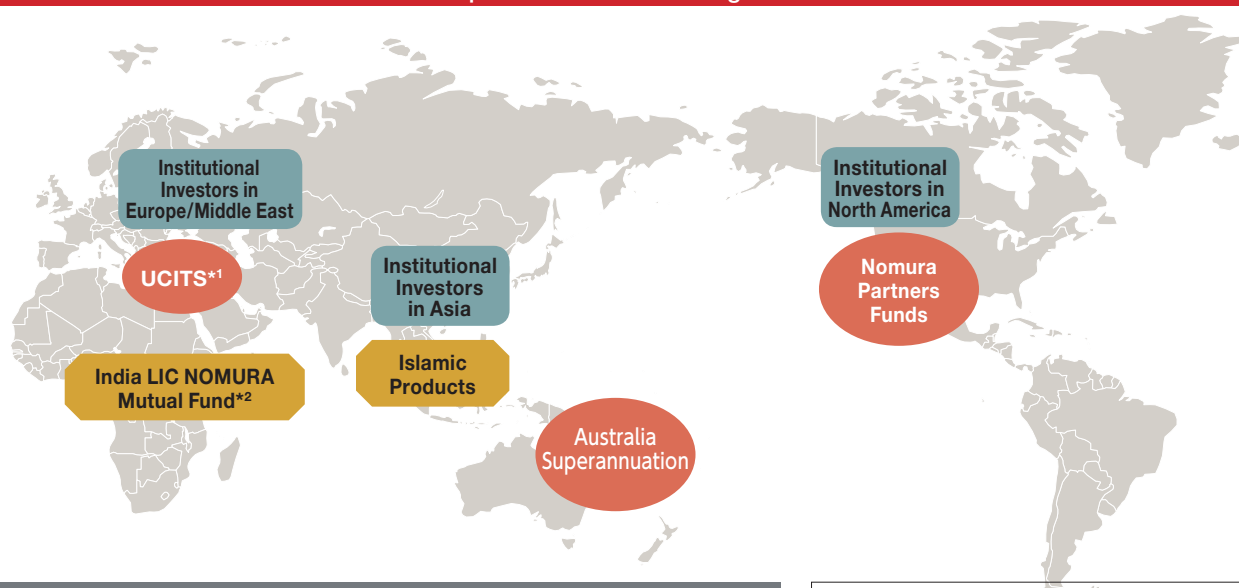 Institutional
Investors in
Europe/Middle East
UCITS*1
Institutional
Investors
in Asia
India LIC NOMURA
Mutual Fund*2
Islamic
Products
Australia
Superannuation
Institutional
Investors in
North America
Nomura
Partners
Funds